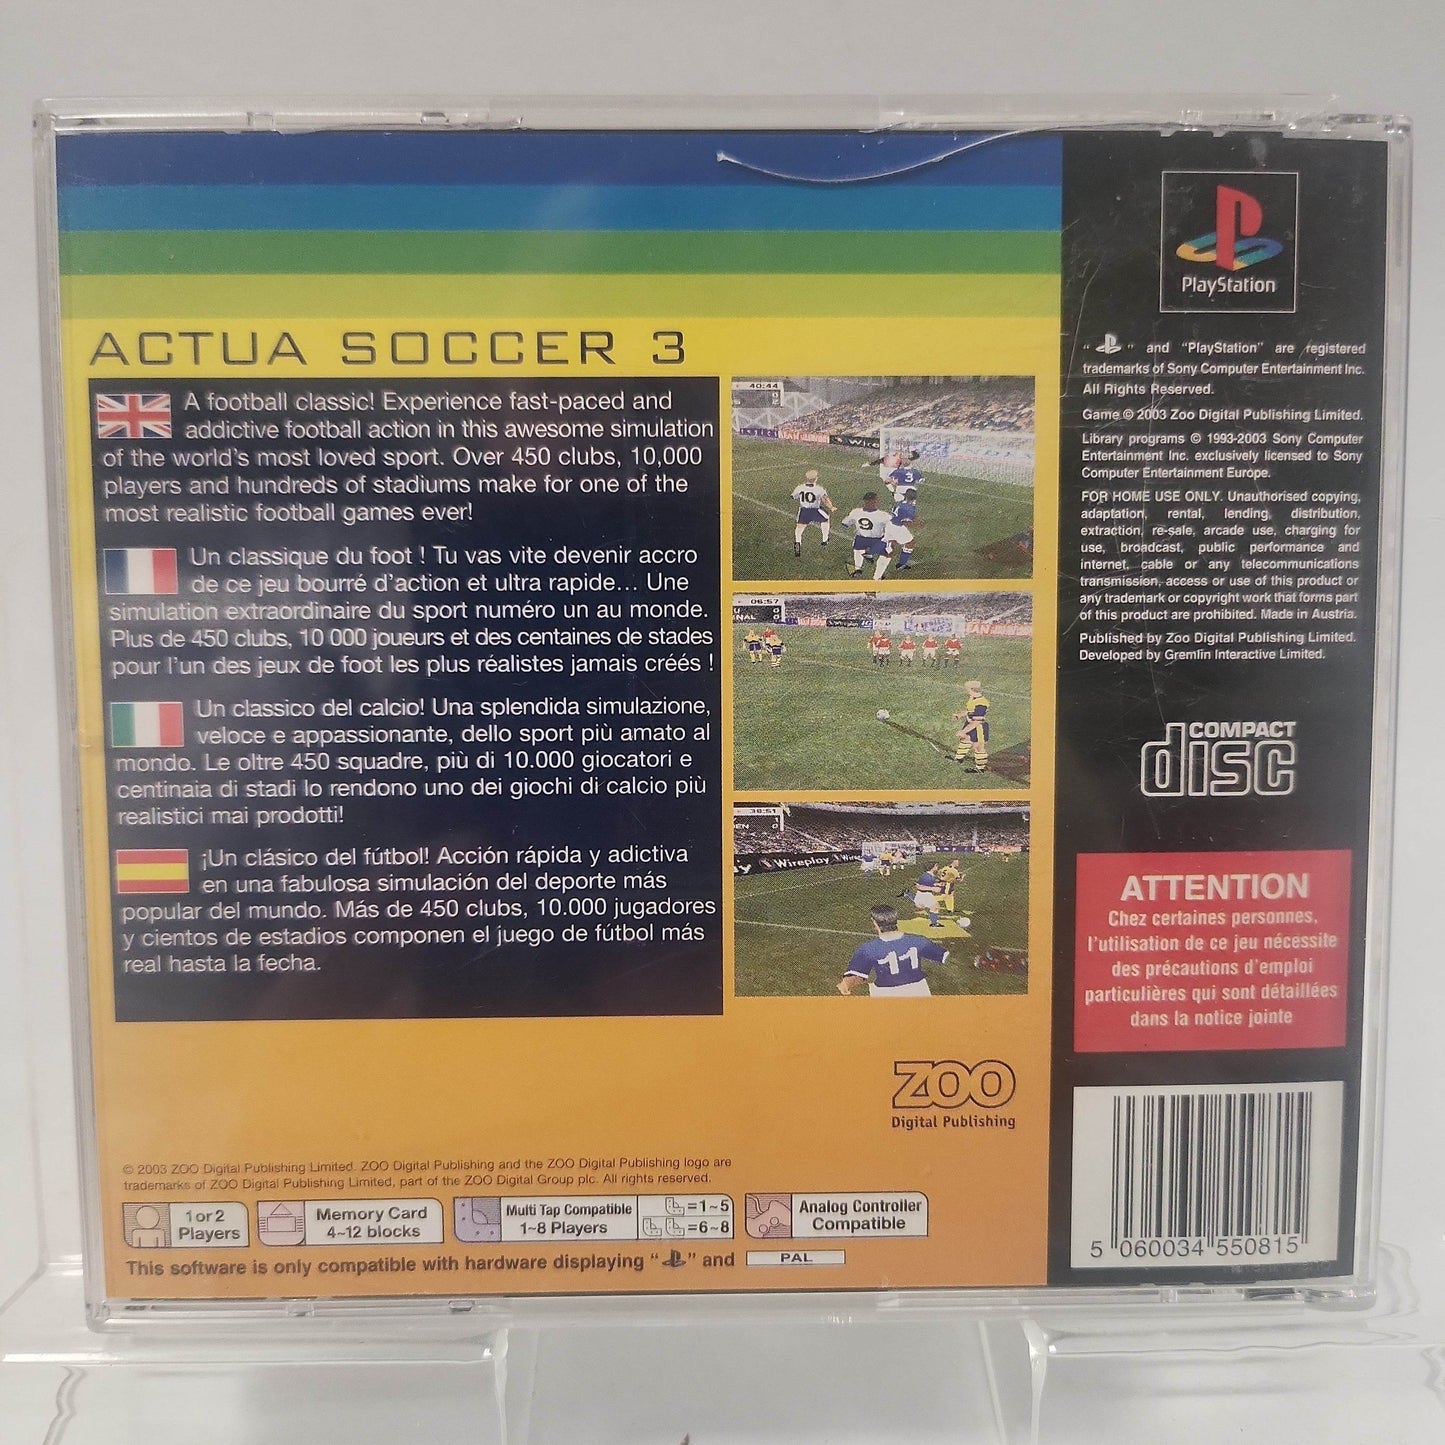 ACTUA SOCCER 3
A football classic! Experience fast-paced and
addictive football action in this awesome simulation
of the world's most loved sport. Over 450 clubs, 10,000
players and hundreds of stadiums make for one of the
most realistic football games ever!
Un classique du foot ! Tu vas vite devenir accro
de ce jeu bourré d'action et ultra rapide... Une
simulation extraordinaire du sport numéro un au monde.
Plus de 450 clubs, 10 000 joueurs et des centaines de stades
pour l'un des jeux de foot les plus réalistes jamais créés !
Un classico del calcio! Una splendida simulazione,
veloce e appassionante, dello sport più amato al
mondo. Le oltre 450 squadre, più di 10.000 giocatori e
centinaia di stadi lo rendono uno dei giochi di calcio più
realistici mai prodotti!
¡Un clásico del fútbol! Acción rápida y adictiva
en una fabulosa simulación del deporte más
popular del mundo. Más de 450 clubs, 10.000 jugadores
y cientos de estadios componen el juego de fútbol más
real hasta la fecha.
40:44
10
3
9
06:57
38:51
Wireplay
11
ZOO
Digital Publishing
© 2003 ZOO Digital Publishing Limited. ZOO Digital Publishing and the ZOO Digital Publishing logo are
trademarks of ZOO Digital Publishing Limited, part of the ZOO Digital Group plc. All rights reserved.
1 or 2
Players
Memory Card
4~12 blocks
Multi Tap Compatible
1~8 Players
=1~5
=6~8
Analog Controller
Compatible
This software is only compatible with hardware displaying " " and PAL
PlayStation
" " and "PlayStation" are registered
trademarks of Sony Computer Entertainment Inc.
All Rights Reserved.
Game © 2003 Zoo Digital Publishing Limited.
Library programs © 1993-2003 Sony Computer
Entertainment Inc. exclusively licensed to Sony
Computer Entertainment Europe.
FOR HOME USE ONLY. Unauthorised copying,
adaptation, rental, lending, distribution,
extraction, re-sale, arcade use, charging for
use, broadcast, public performance and
internet, cable or any telecommunications
transmission, access or use of this product or
any trademark or copyright work that forms part
of this product are prohibited. Made in Austria.
Published by Zoo Digital Publishing Limited.
Developed by Gremlin Interactive Limited.
COMPACT
disc
ATTENTION
Chez certaines personnes,
l'utilisation de ce jeu nécessite
des précautions d'emploi
particulières qui sont détaillées
dans la notice jointe
5 060034 550815